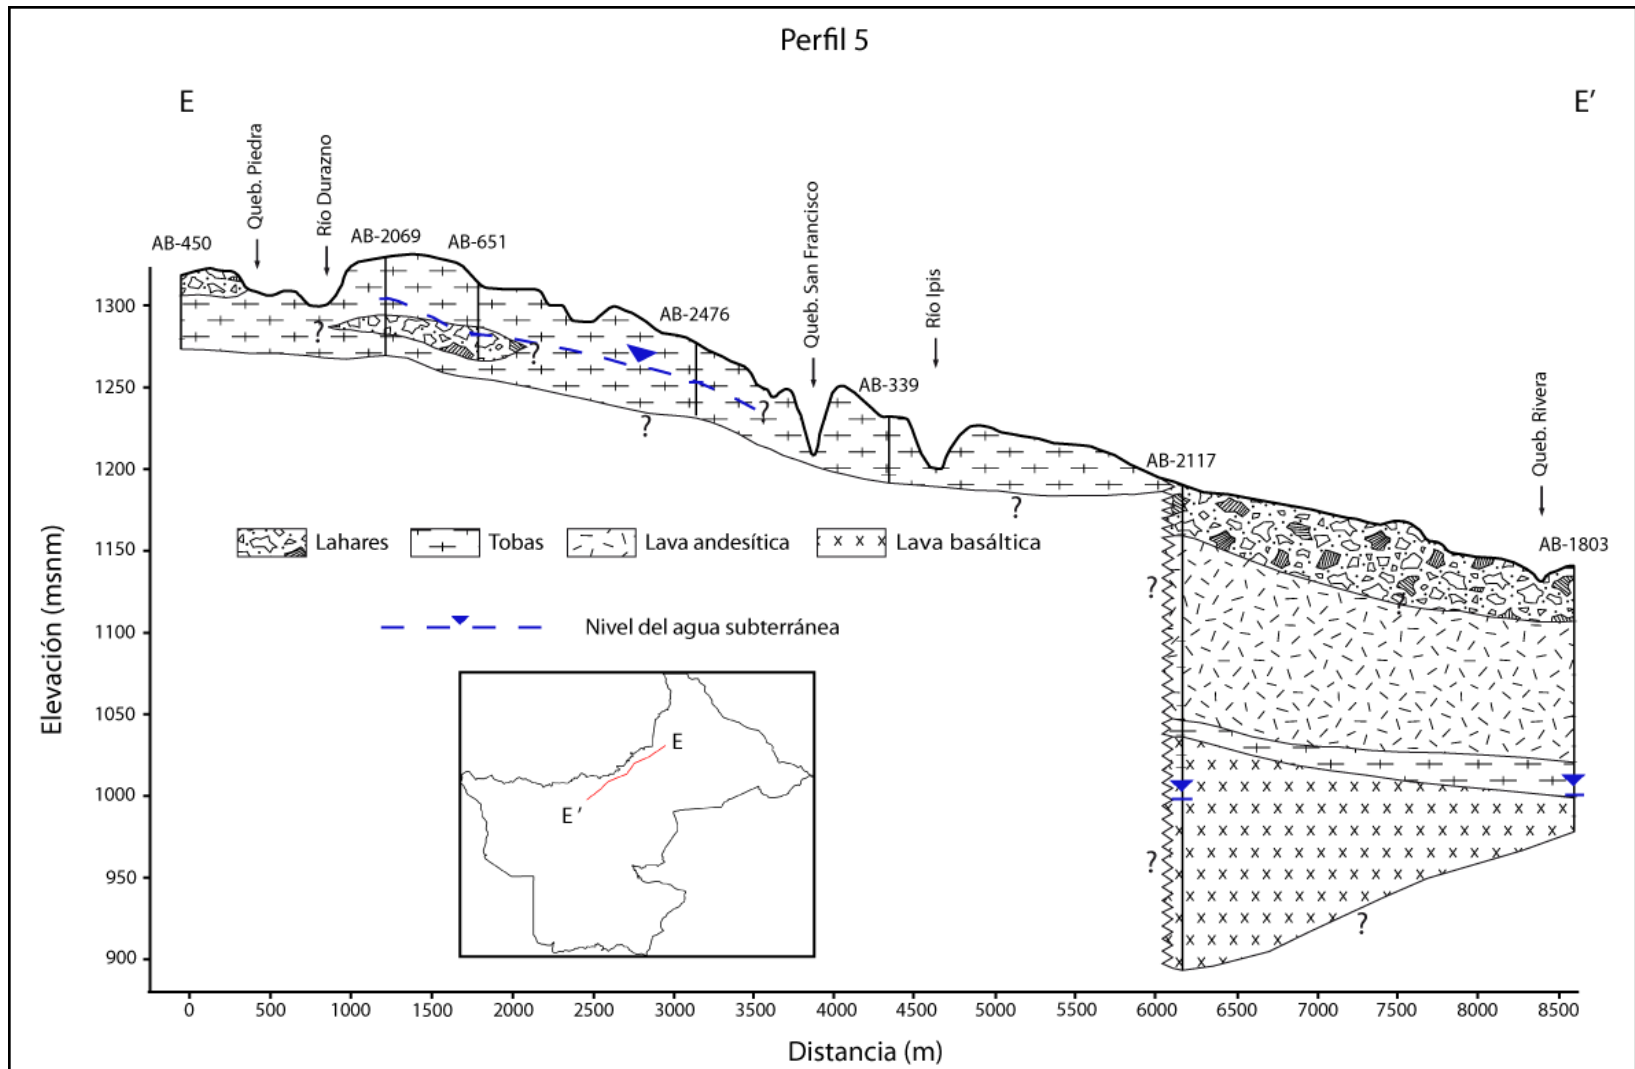 Perfil 5
E
E'
Queb. Piedra
Río Durazno
Queb. San Francisco
Río Ipis
Queb. Rivera
AB-450
AB-2069
AB-651
AB-2476
AB-339
AB-2117
AB-1803
?
?
?
?
?
?
?
?
?
Elevación (msnm)
1300
1250
1200
1150
1100
1050
1000
950
900
Lahares
Tobas
Lava andesítica
Lava basáltica
Nivel del agua subterránea
E
E'
0 500 1000 1500 2000 2500 3000 3500 4000 4500 5000 5500 6000 6500 7000 7500 8000 8500
Distancia (m)